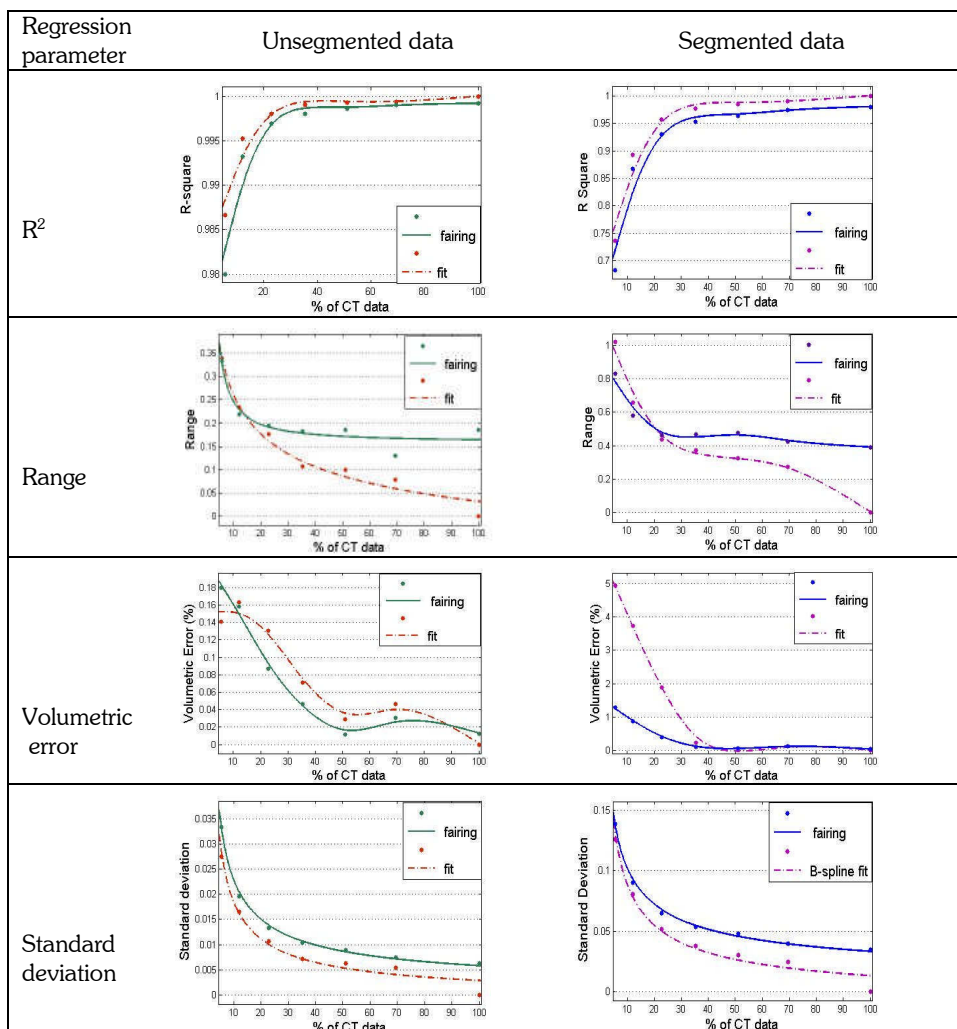 Regression parameter
Unsegmented data
Segmented data
R²
R-square
1
0.995
0.99
0.985
0.98
20
40
60
80
100
% of CT data
fairing
fit
R Square
1
0.95
0.9
0.85
0.8
0.75
0.7
10 20 30 40 50 60 70 80 90 100
% of CT data
fairing
fit
Range
Range
0.35
0.3
0.25
0.2
0.15
0.1
0.05
0
10 20 30 40 50 60 70 80 90 100
% of CT data
fairing
fit
Range
1
0.8
0.6
0.4
0.2
0
10 20 30 40 50 60 70 80 90 100
% of CT data
fairing
fit
Volumetric
error
Volumetric Error (%)
0.18
0.16
0.14
0.12
0.1
0.08
0.06
0.04
0.02
0
10 20 30 40 50 60 70 80 90 100
% of CT data
fairing
fit
Volumetric Error (%)
5
4
3
2
1
0
10 20 30 40 50 60 70 80 90 100
% of CT data
fairing
fit
Standard
deviation
Standard deviation
0.035
0.03
0.025
0.02
0.015
0.01
0.005
0
10 20 30 40 50 60 70 80 90 100
% of CT data
fairing
fit
Standard Deviation
0.15
0.1
0.05
0
10 20 30 40 50 60 70 80 90 100
% of CT data
fairing
B-spline fit